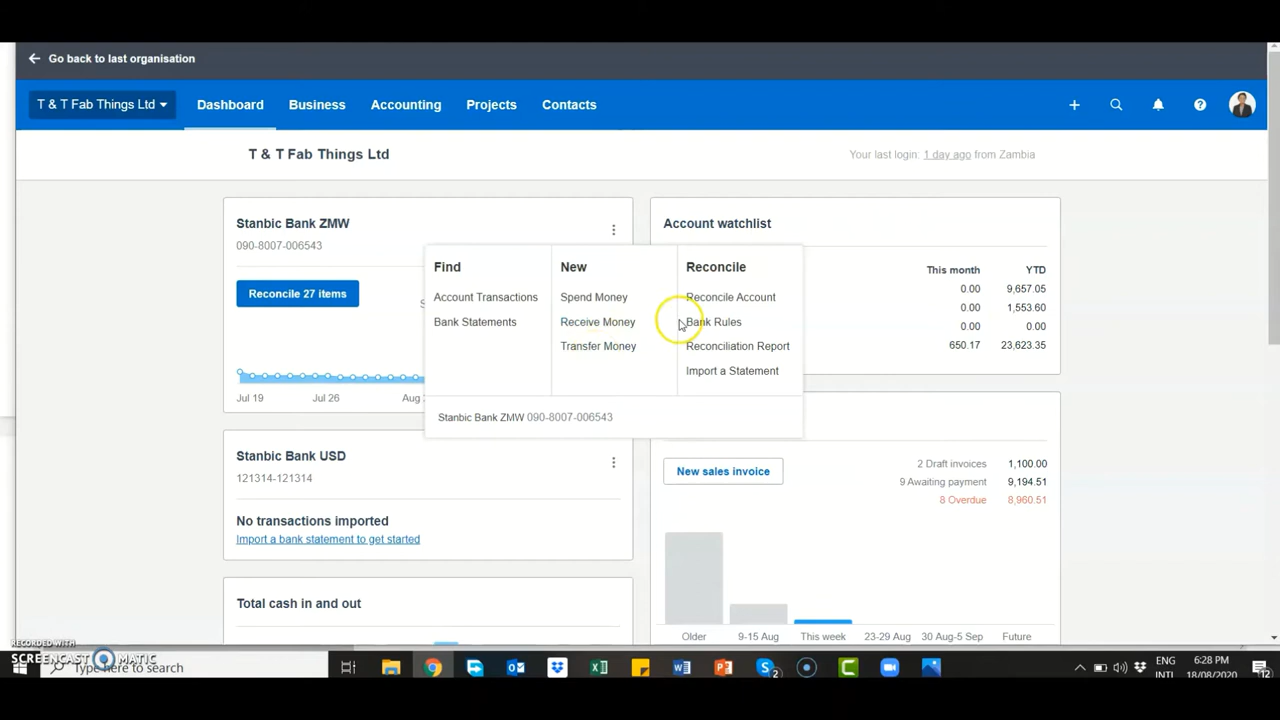 Go back to last organisation
T & T Fab Things Ltd
Dashboard
Business
Accounting
Projects
Contacts
T & T Fab Things Ltd
Your last login: 1 day ago from Zambia
Stanbic Bank ZMW
090-8007-006543
Reconcile 27 items
Jul 19
Jul 26
Aug
Find
Account Transactions
Bank Statements
New
Spend Money
Receive Money
Transfer Money
Reconcile
Reconcile Account
Bank Rules
Reconciliation Report
Import a Statement
Stanbic Bank ZMW 090-8007-006543
Account watchlist
This month YTD
0.00 9,657.05
0.00 1,553.60
0.00 0.00
650.17 23,623.35
Stanbic Bank USD
121314-121314
No transactions imported
Import a bank statement to get started
New sales invoice
2 Draft invoices 1,100.00
9 Awaiting payment 9,194.51
8 Overdue 8,960.51
Older
9-15 Aug
This week
23-29 Aug
30 Aug-5 Sep
Future
Total cash in and out
RECORDED WITH
SCREENCAST MATIC
Type here to search
2
ENG
INTL
6:28 PM
18/08/2020
12